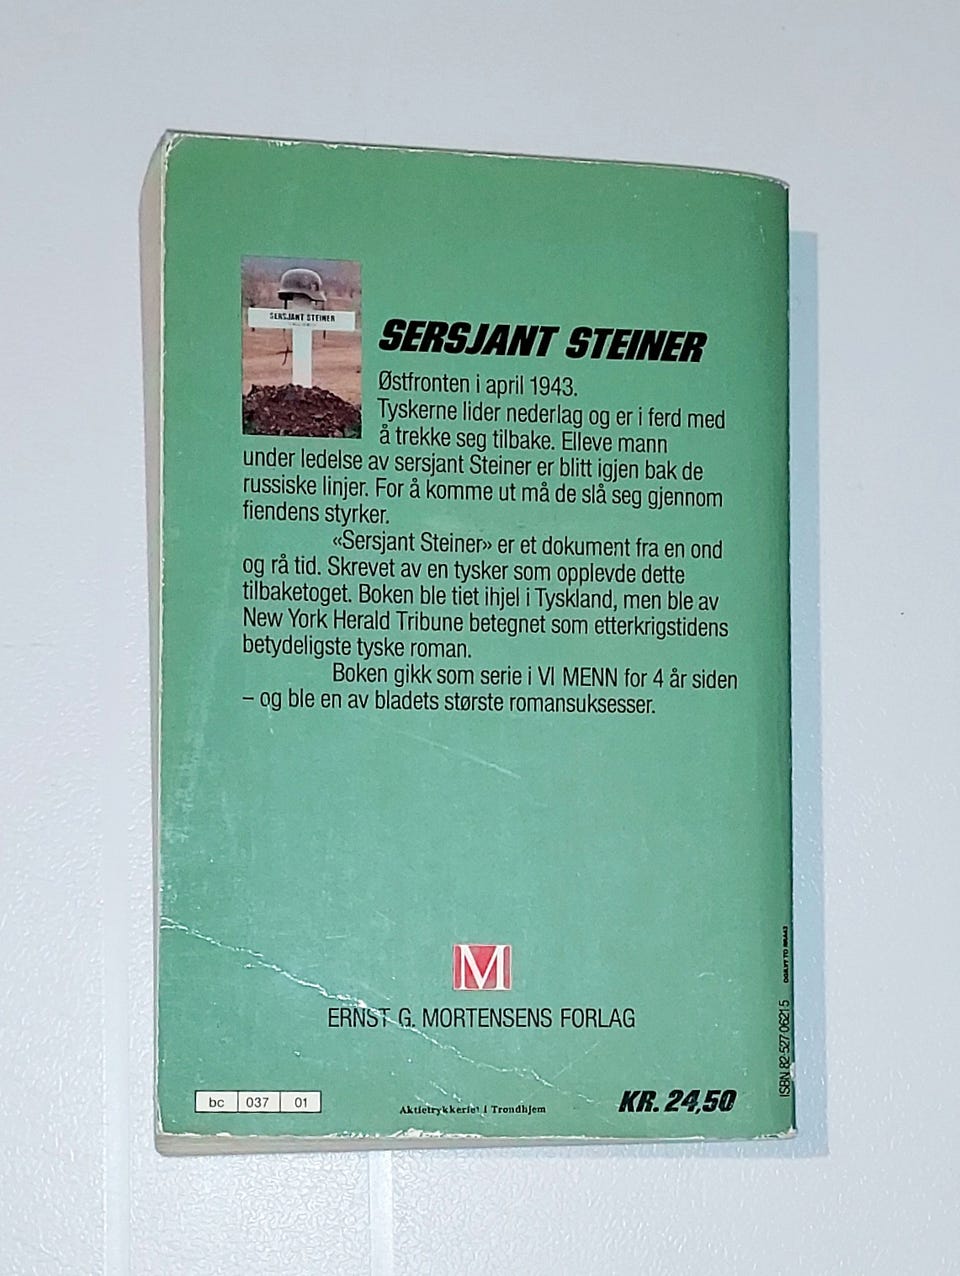 SERSJANT STEINER
SERSJANT STEINER
Østfronten i april 1943.
Tyskerne lider nederlag og er i ferd med
å trekke seg tilbake. Elleve mann
under ledelse av sersjant Steiner er blitt igjen bak de
russiske linjer. For å komme ut må de slå seg gjennom
fiendens styrker.
«Sersjant Steiner» er et dokument fra en ond
og rå tid. Skrevet av en tysker som opplevde dette
tilbaketoget. Boken ble tiet ihjel i Tyskland, men ble av
New York Herald Tribune betegnet som etterkrigstidens
betydeligste tyske roman.
Boken gikk som serie i VI MENN for 4 år siden
– og ble en av bladets største romansuksesser.
M
ERNST G. MORTENSENS FORLAG
bc 037 01
Aktietrykkeriet i Trondhjem
KR. 24,50
ISBN 82 527 0621 5